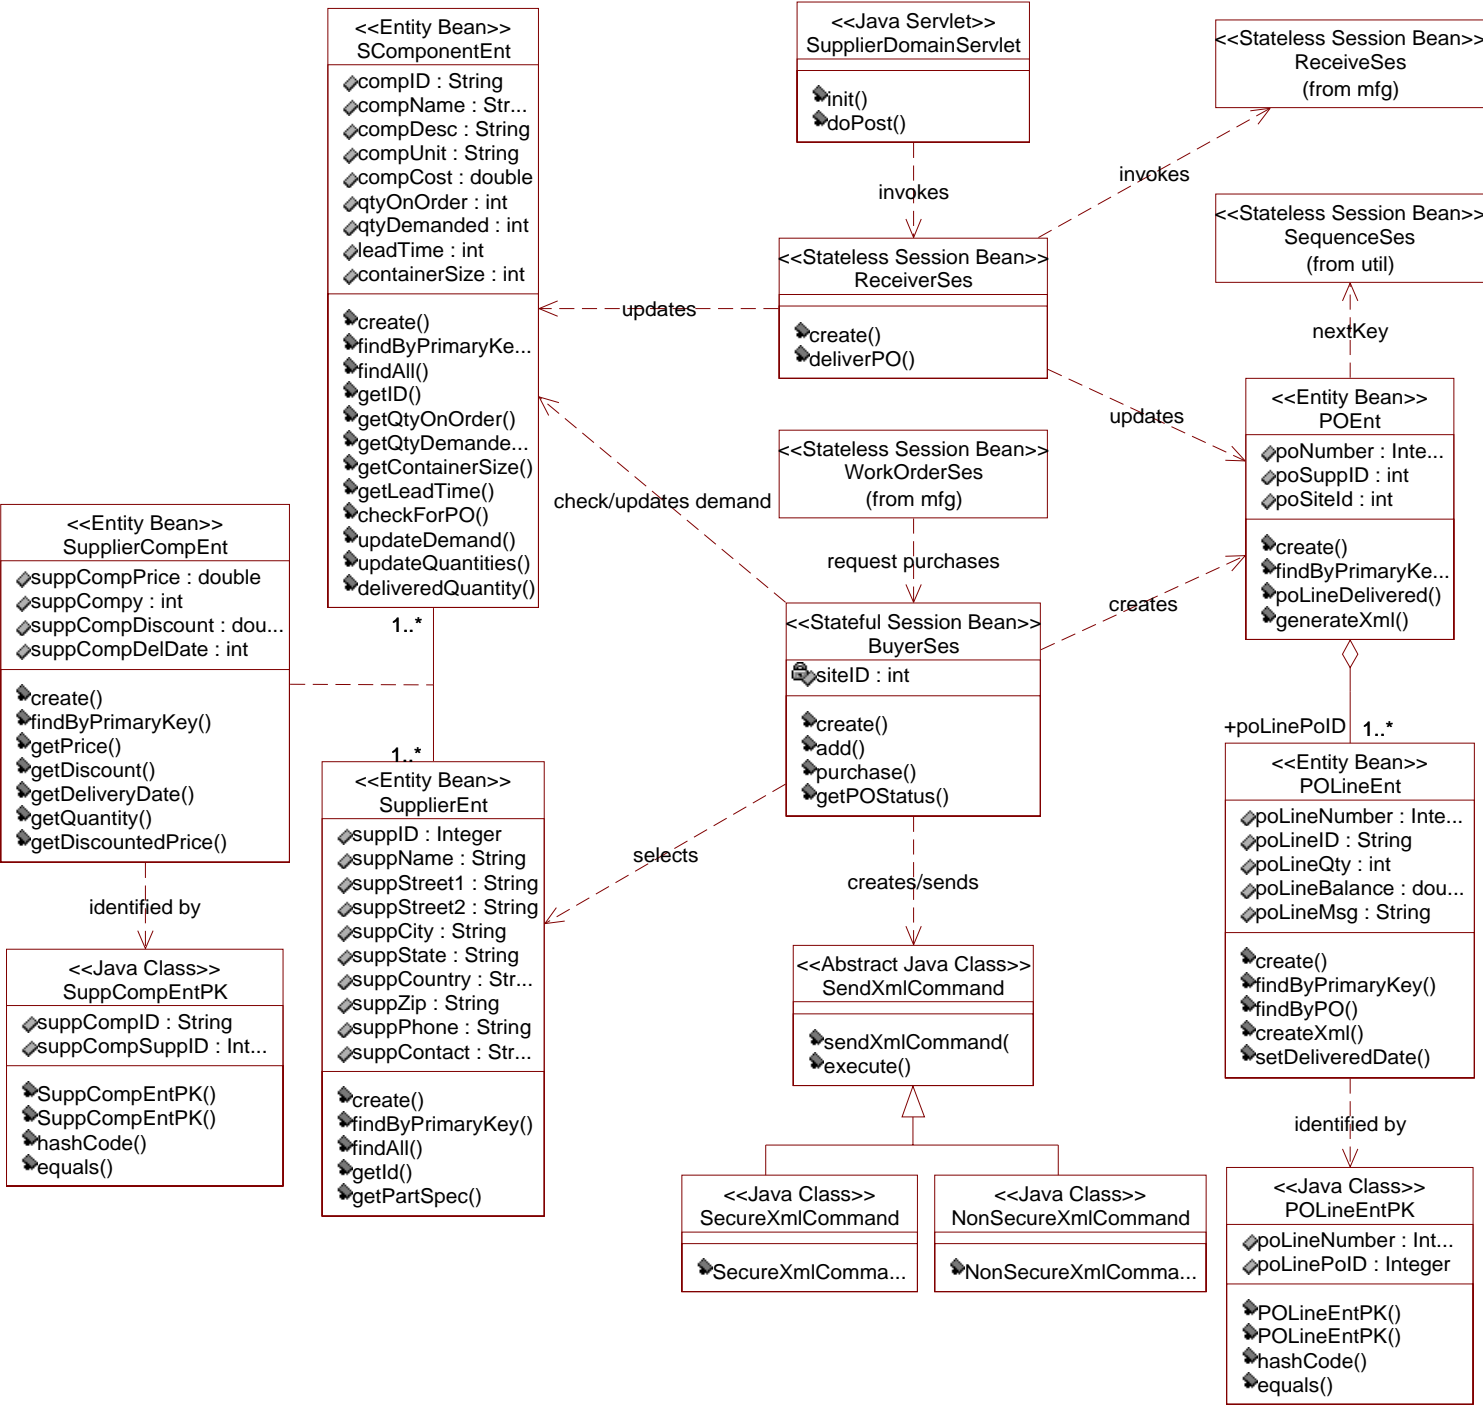 <<Entity Bean>>
SComponentEnt
compID : String
compName : Str...
compDesc : String
compUnit : String
compCost : double
qtyOnOrder : int
qtyDemanded : int
leadTime : int
containerSize : int
create()
findByPrimaryKe...
findAll()
getID()
getQtyOnOrder()
getQtyDemande...
getContainerSize()
getLeadTime()
checkForPO()
updateDemand()
updateQuantities()
deliveredQuantity()
<<Java Servlet>>
SupplierDomainServlet
init()
doPost()
<<Stateless Session Bean>>
ReceiveSes
(from mfg)
invokes
invokes
<<Stateless Session Bean>>
SequenceSes
(from util)
<<Stateless Session Bean>>
ReceiverSes
create()
deliverPO()
updates
nextKey
updates
<<Entity Bean>>
POEnt
poNumber : Inte...
poSuppID : int
poSiteId : int
create()
findByPrimaryKe...
poLineDelivered()
generateXml()
<<Stateless Session Bean>>
WorkOrderSes
(from mfg)
check/updates demand
request purchases
creates
<<Entity Bean>>
SupplierCompEnt
suppCompPrice : double
suppCompy : int
suppCompDiscount : dou...
suppCompDelDate : int
create()
findByPrimaryKey()
getPrice()
getDiscount()
getDeliveryDate()
getQuantity()
getDiscountedPrice()
1..*
1..*
<<Stateful Session Bean>>
BuyerSes
siteID : int
create()
add()
purchase()
getPOStatus()
+poLinePoID
1..*
<<Entity Bean>>
SupplierEnt
suppID : Integer
suppName : String
suppStreet1 : String
suppStreet2 : String
suppCity : String
suppState : String
suppCountry : Str...
suppZip : String
suppPhone : String
suppContact : Str...
create()
findByPrimaryKey()
findAll()
getId()
getPartSpec()
selects
creates/sends
<<Entity Bean>>
POLineEnt
poLineNumber : Inte...
poLineID : String
poLineQty : int
poLineBalance : dou...
poLineMsg : String
create()
findByPrimaryKey()
findByPO()
createXml()
setDeliveredDate()
identified by
<<Java Class>>
SuppCompEntPK
suppCompID : String
suppCompSuppID : Int...
SuppCompEntPK()
SuppCompEntPK()
hashCode()
equals()
<<Abstract Java Class>>
SendXmlCommand
sendXmlCommand(
execute()
identified by
<<Java Class>>
SecureXmlCommand
SecureXmlComma...
<<Java Class>>
NonSecureXmlCommand
NonSecureXmlComma...
<<Java Class>>
POLineEntPK
poLineNumber : Int...
poLinePoID : Integer
POLineEntPK()
POLineEntPK()
hashCode()
equals()